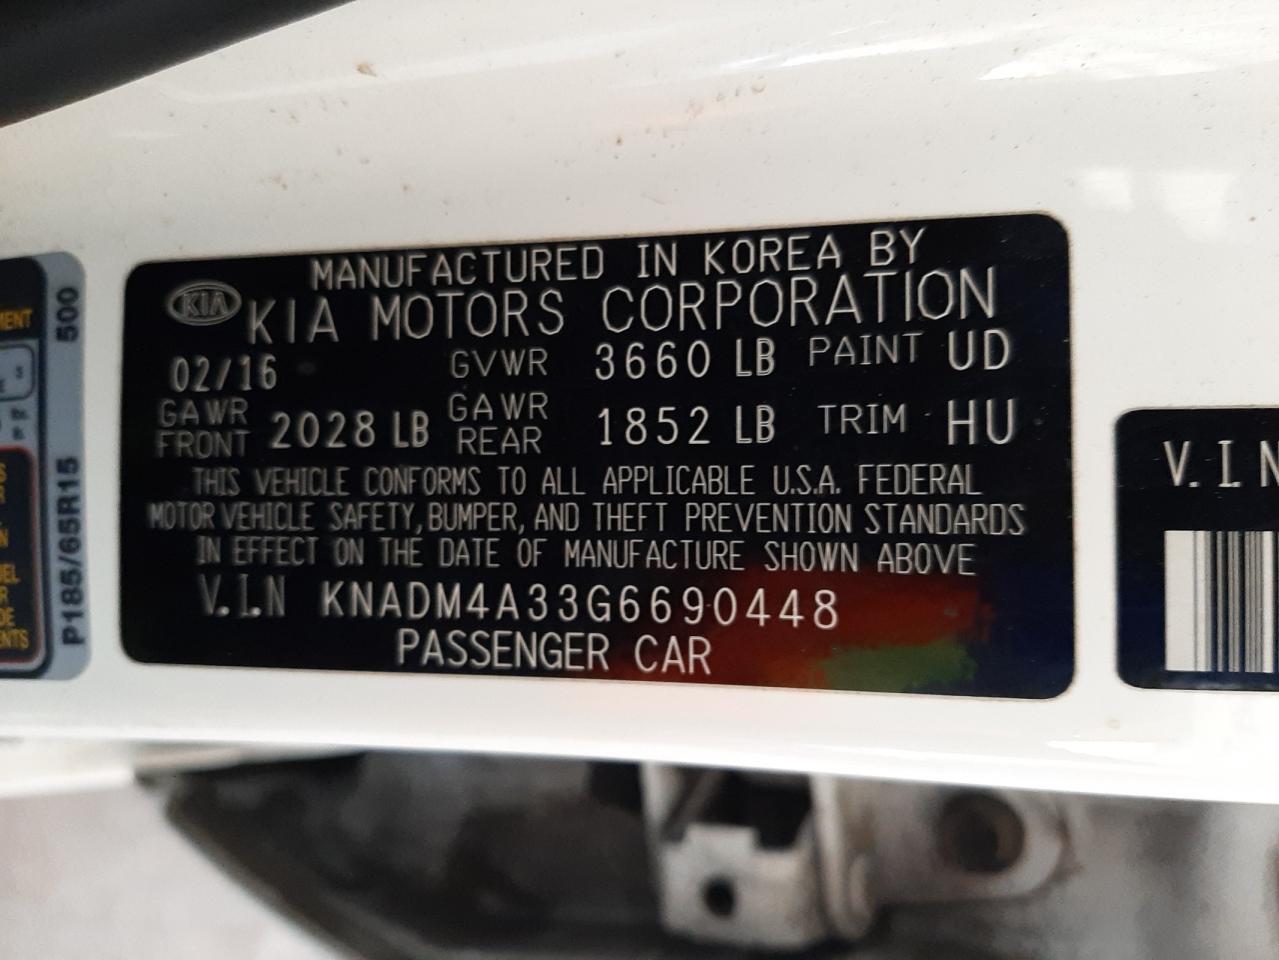 MANUFACTURED IN KOREA BY
KIA KIA MOTORS CORPORATION
02/16 GVWR 3660 LB PAINT UD
GAWR FRONT 2028 LB GAWR REAR 1852 LB TRIM HU
THIS VEHICLE CONFORMS TO ALL APPLICABLE U.S.A. FEDERAL
MOTOR VEHICLE SAFETY, BUMPER, AND THEFT PREVENTION STANDARDS
IN EFFECT ON THE DATE OF MANUFACTURE SHOWN ABOVE
V.I.N KNADM4A33G6690448
PASSENGER CAR
P185/65R15 500
V.I.N